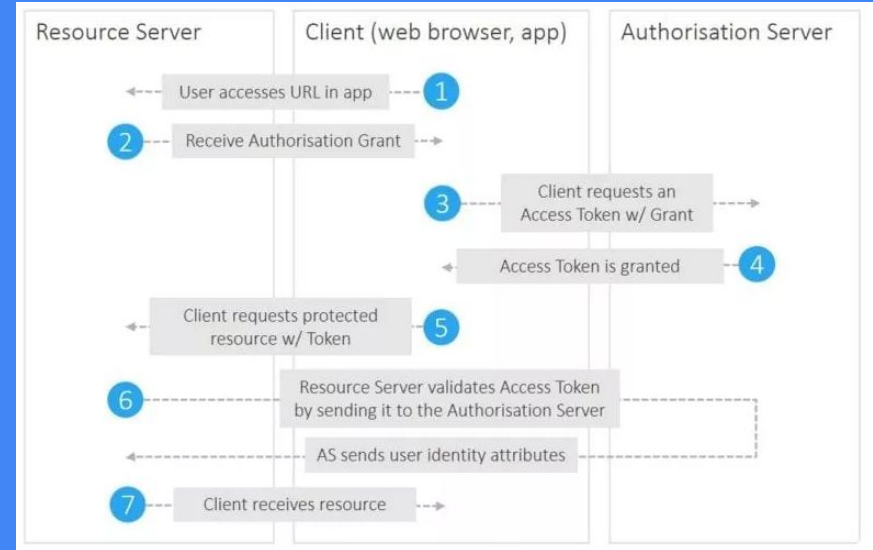 Resource Server
Client (web browser, app)
Authorisation Server
User accesses URL in app
1
2
Receive Authorisation Grant
3
Client requests an
Access Token w/ Grant
Access Token is granted
4
Client requests protected
resource w/ Token
5
6
Resource Server validates Access Token
by sending it to the Authorisation Server
AS sends user identity attributes
7
Client receives resource